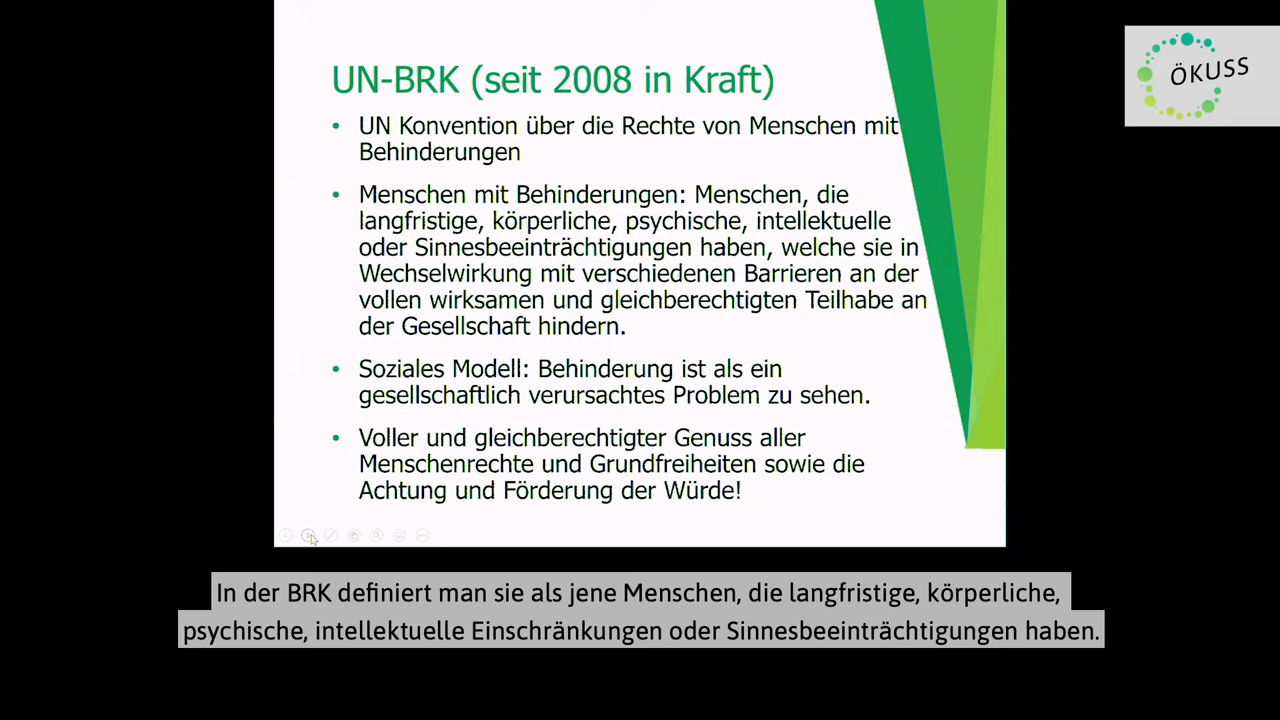 UN-BRK (seit 2008 in Kraft)
ÖKUSS
• UN Konvention über die Rechte von Menschen mit
Behinderungen
• Menschen mit Behinderungen: Menschen, die
langfristige, körperliche, psychische, intellektuelle
oder Sinnesbeeinträchtigungen haben, welche sie in
Wechselwirkung mit verschiedenen Barrieren an der
vollen wirksamen und gleichberechtigten Teilhabe an
der Gesellschaft hindern.
• Soziales Modell: Behinderung ist als ein
gesellschaftlich verursachtes Problem zu sehen.
• Voller und gleichberechtigter Genuss aller
Menschenrechte und Grundfreiheiten sowie die
Achtung und Förderung der Würde!
In der BRK definiert man sie als jene Menschen, die langfristige, körperliche,
psychische, intellektuelle Einschränkungen oder Sinnesbeeinträchtigungen haben.